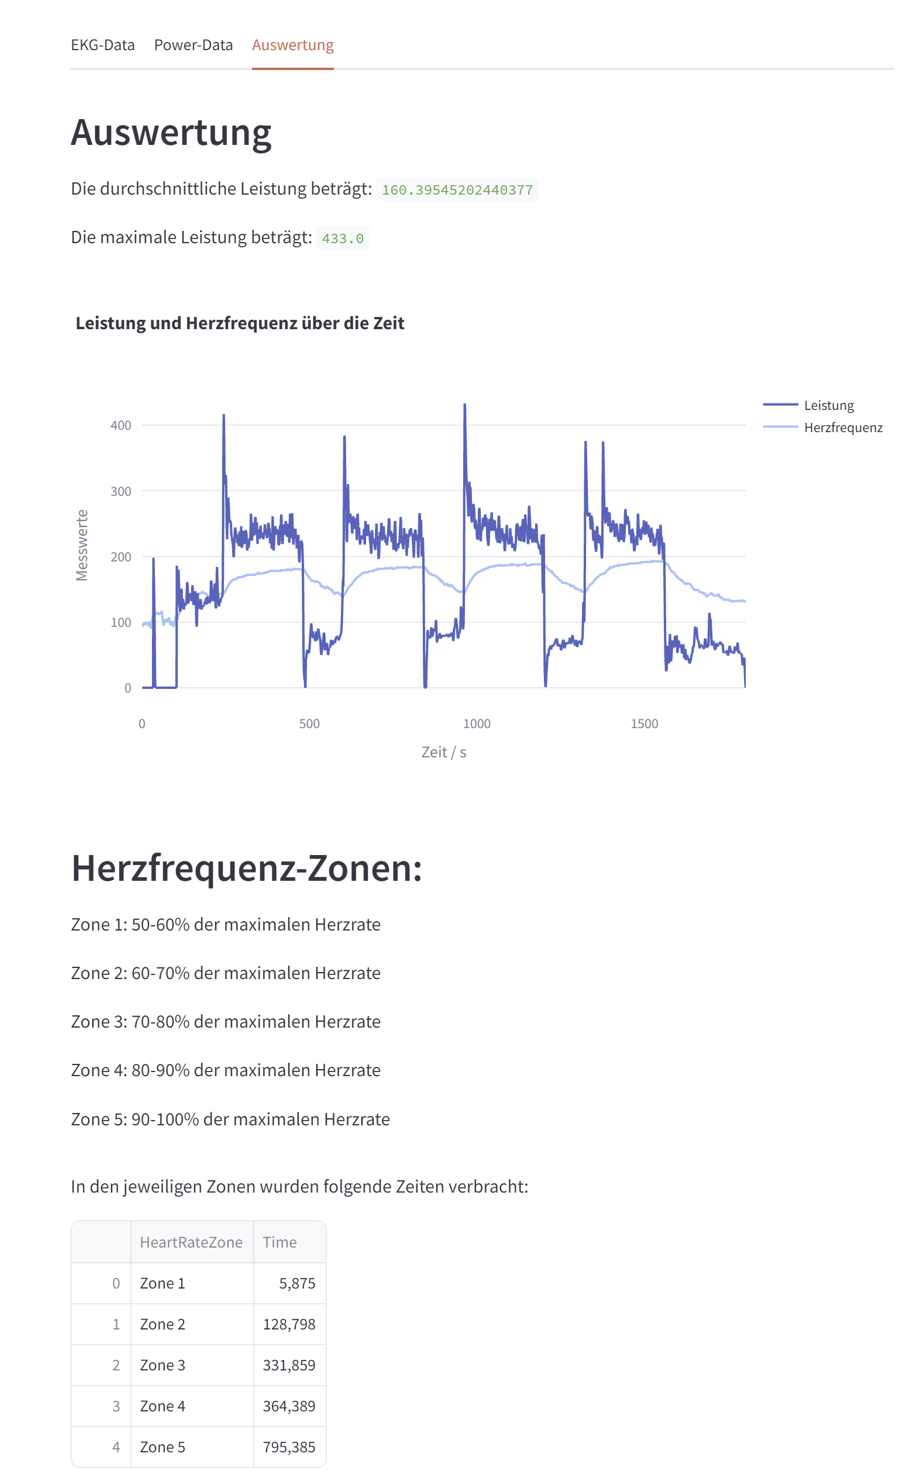 EKG-Data Power-Data Auswertung
Auswertung
Die durchschnittliche Leistung beträgt: 160.39545202440377
Die maximale Leistung beträgt: 433.0
Leistung und Herzfrequenz über die Zeit
Leistung
Herzfrequenz
400
300
200
100
0
Messwerte
0 500 1000 1500
Zeit / s
Herzfrequenz-Zonen:
Zone 1: 50-60% der maximalen Herzrate
Zone 2: 60-70% der maximalen Herzrate
Zone 3: 70-80% der maximalen Herzrate
Zone 4: 80-90% der maximalen Herzrate
Zone 5: 90-100% der maximalen Herzrate
In den jeweiligen Zonen wurden folgende Zeiten verbracht:
HeartRateZone Time
0 Zone 1 5,875
1 Zone 2 128,798
2 Zone 3 331,859
3 Zone 4 364,389
4 Zone 5 795,385